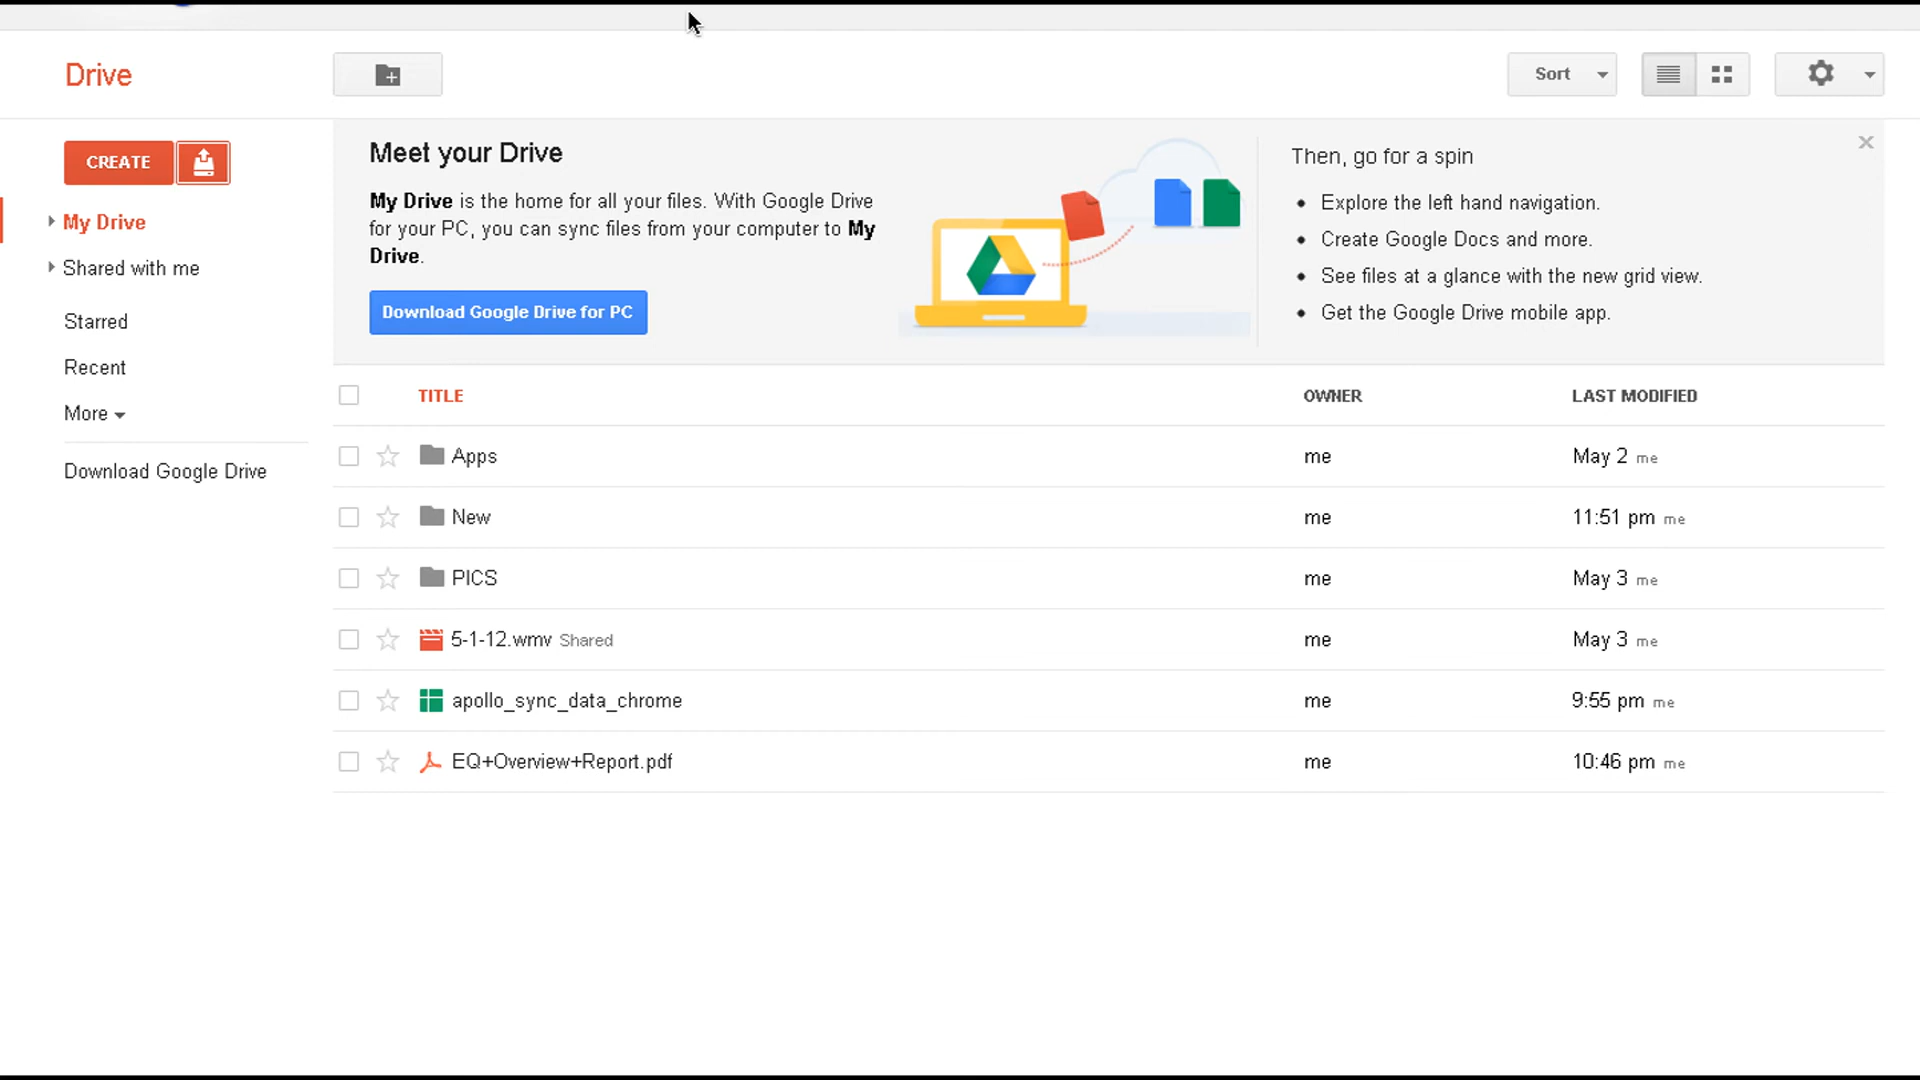 Drive
Sort
CREATE
My Drive
Shared with me
Starred
Recent
More
Download Google Drive
Meet your Drive
My Drive is the home for all your files. With Google Drive
for your PC, you can sync files from your computer to My
Drive.
Download Google Drive for PC
Then, go for a spin
Explore the left hand navigation.
Create Google Docs and more.
See files at a glance with the new grid view.
Get the Google Drive mobile app.
TITLE OWNER LAST MODIFIED
Apps me May 2 me
New me 11:51 pm me
PICS me May 3 me
5-1-12.wmv Shared me May 3 me
apollo_sync_data_chrome me 9:55 pm me
EQ+Overview+Report.pdf me 10:46 pm me